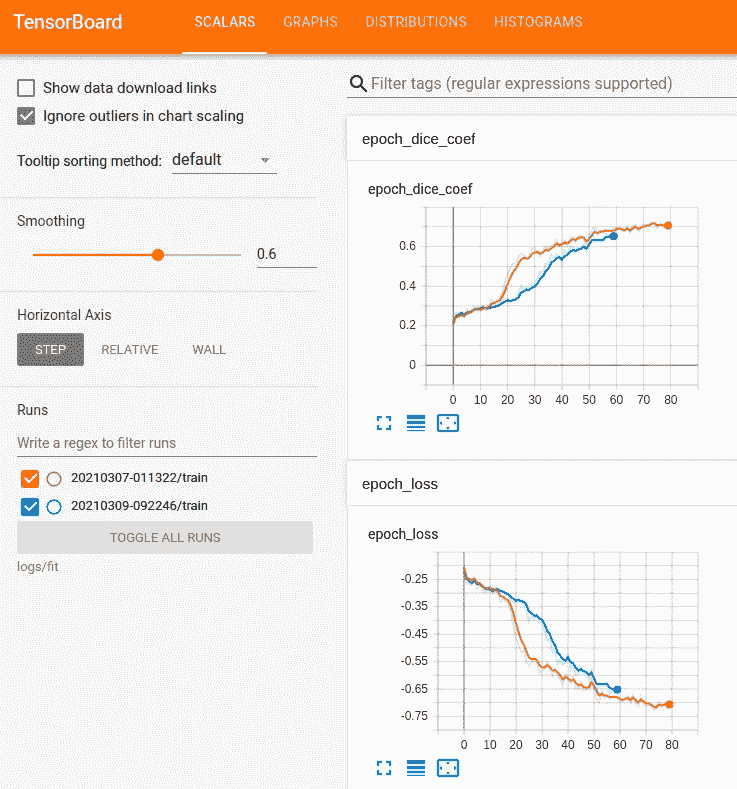 TensorBoard SCALARS GRAPHS DISTRIBUTIONS HISTOGRAMS
Show data download links
Ignore outliers in chart scaling
Tooltip sorting method: default
Smoothing
0.6
Horizontal Axis
STEP RELATIVE WALL
Runs
Write a regex to filter runs
20210307-011322/train
20210309-092246/train
TOGGLE ALL RUNS
logs/fit
Filter tags (regular expressions supported)
epoch_dice_coef
epoch_dice_coef
0.6
0.4
0.2
0
0 10 20 30 40 50 60 70 80
epoch_loss
epoch_loss
-0.25
-0.35
-0.45
-0.55
-0.65
-0.75
0 10 20 30 40 50 60 70 80